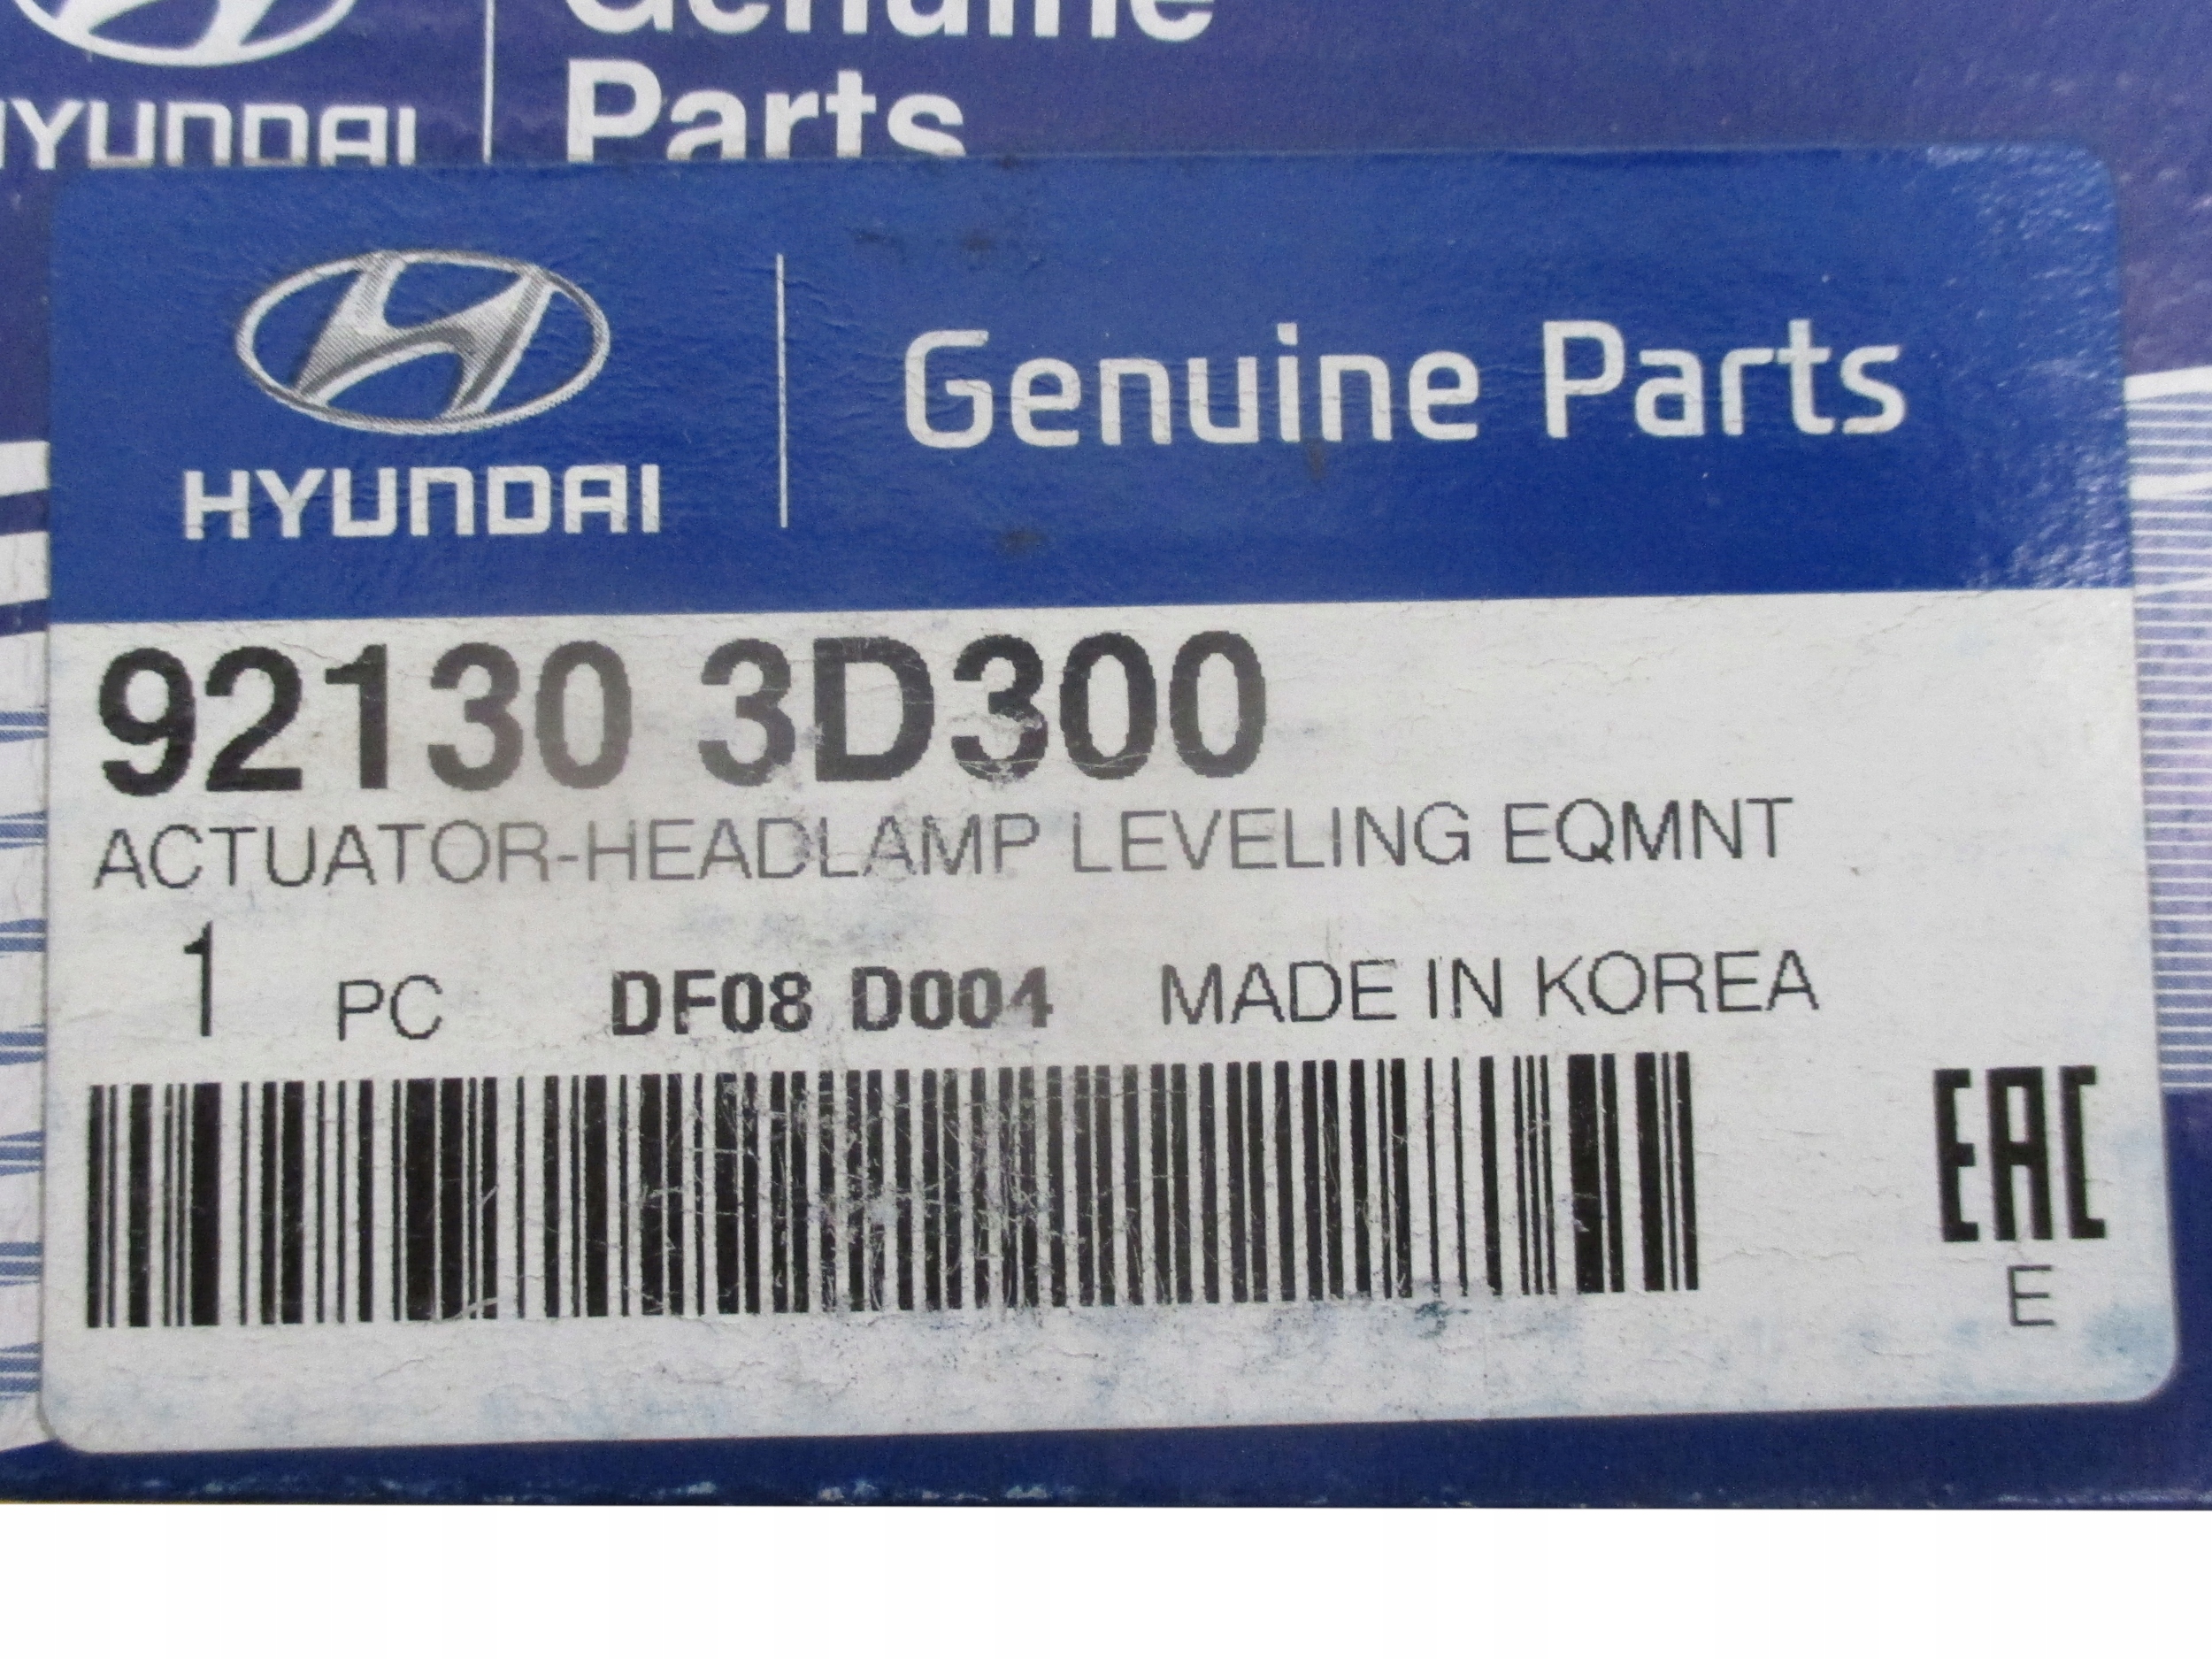 Genuine
HYUNDAI
Parts
HYUNDAI
Genuine Parts
92130 3D300
ACTUATOR-HEADLAMP LEVELING EQMNT
1 PC DF08 D004 MADE IN KOREA
EAC
E